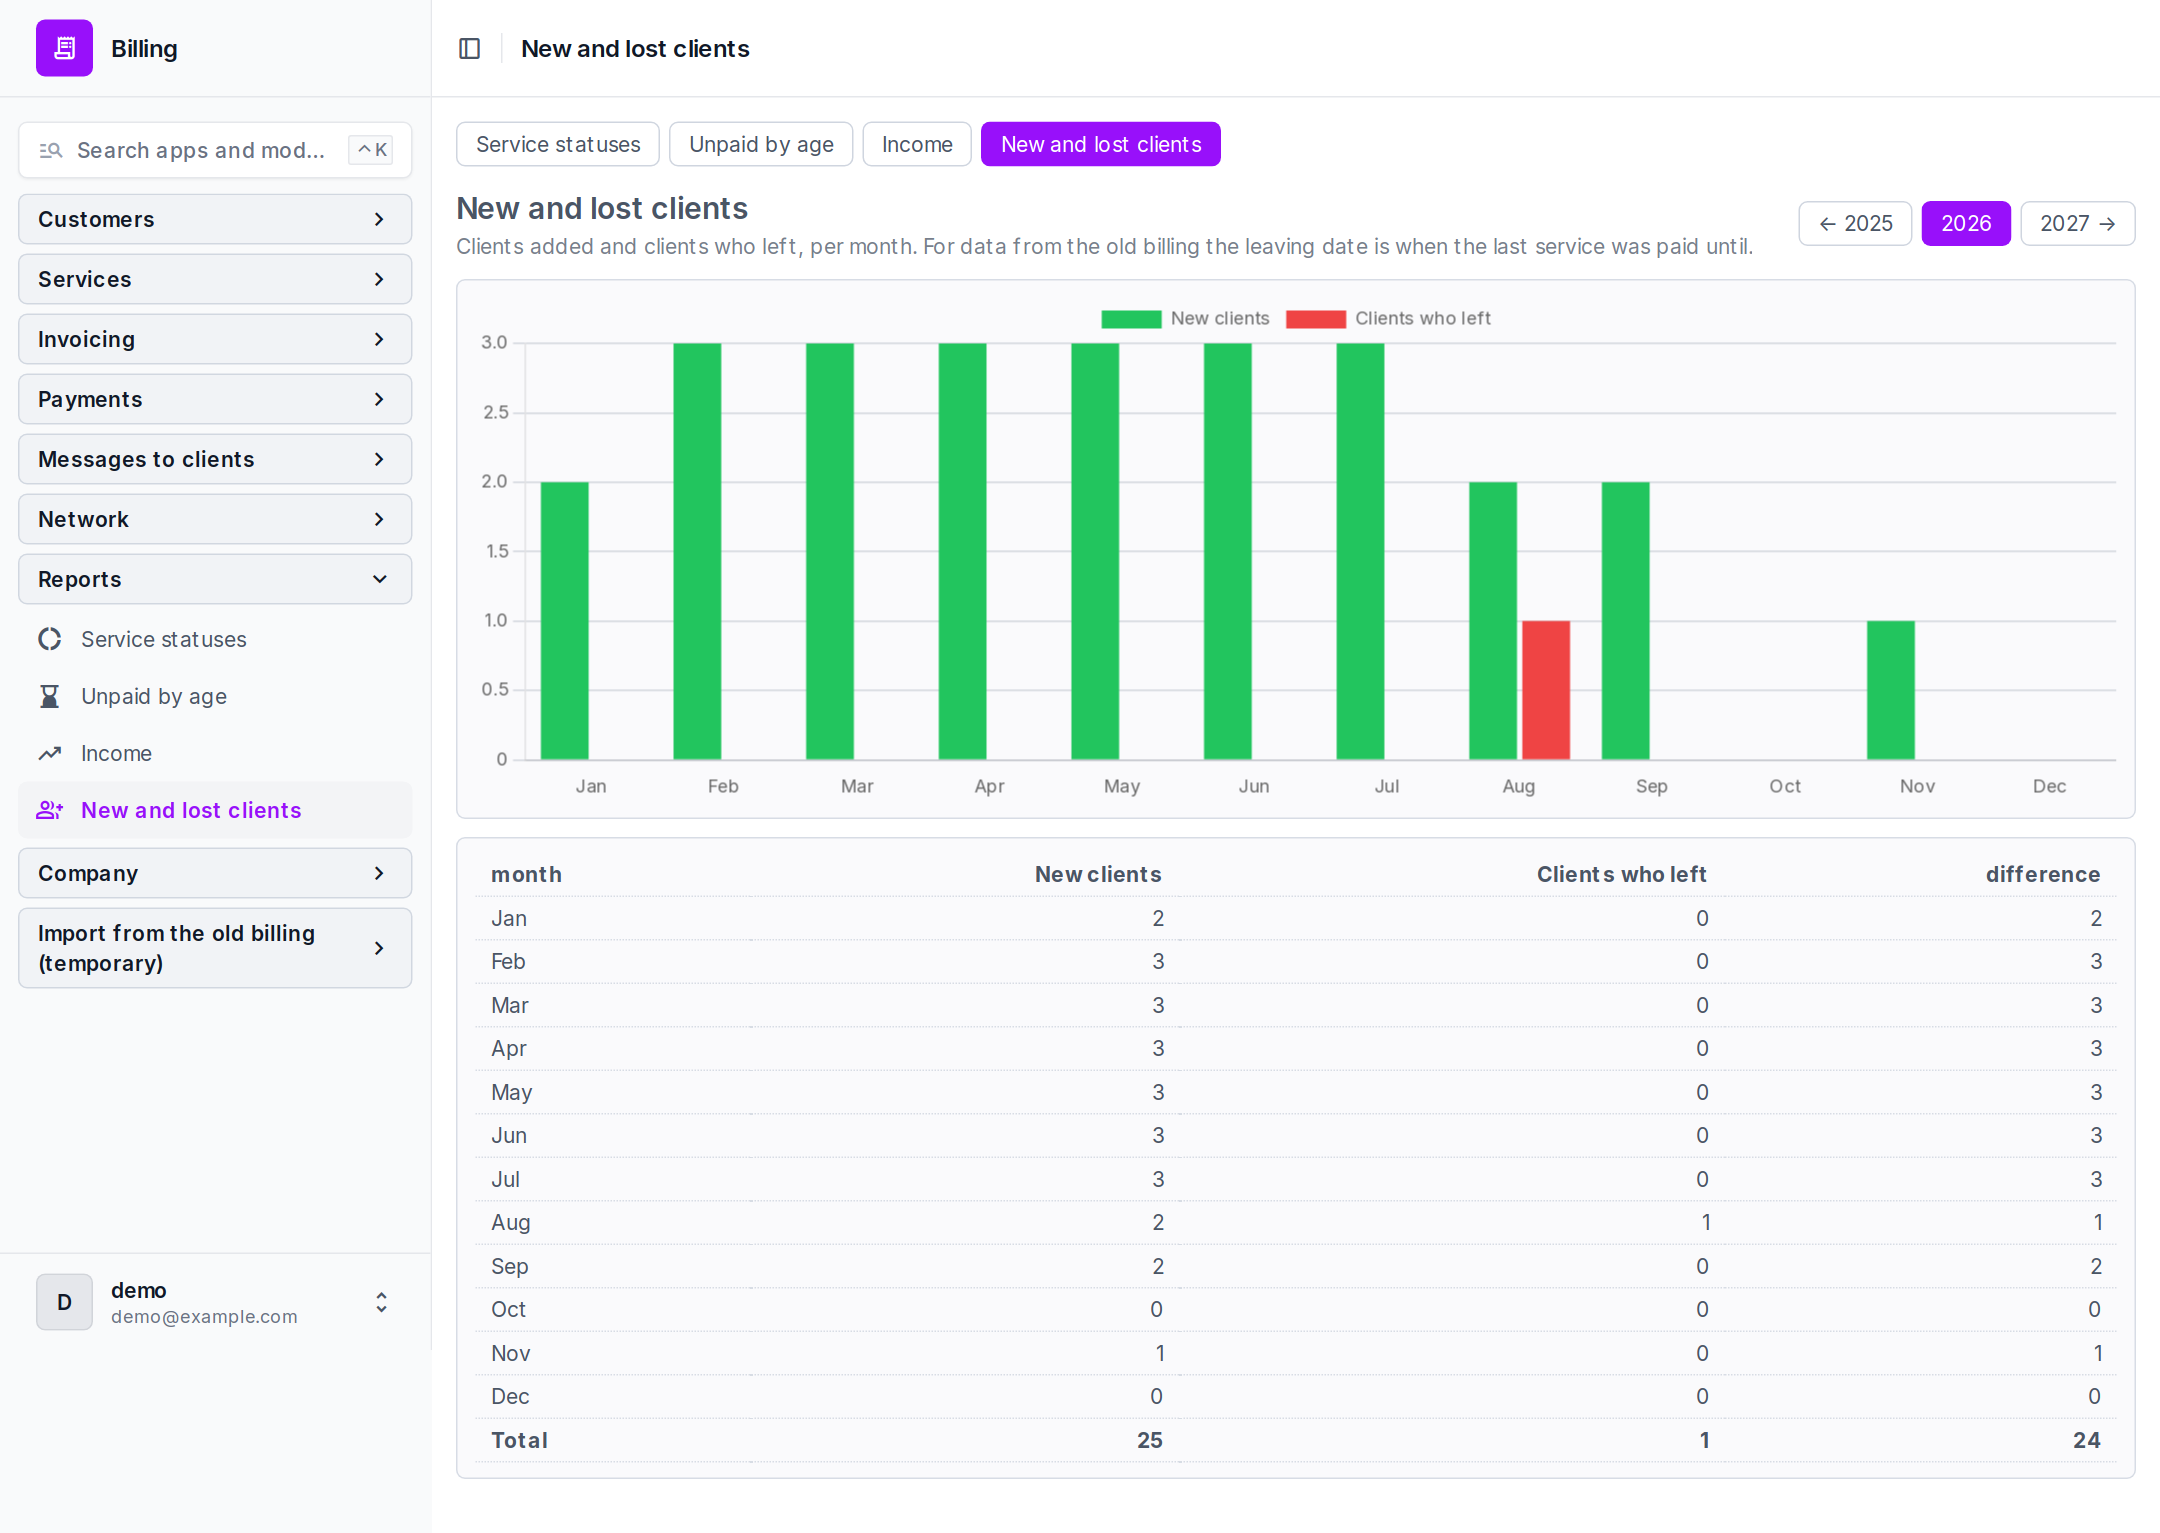 Billing
New and lost clients
Search apps and mod...
^K
Customers
Services
Invoicing
Payments
Messages to clients
Network
Reports
Service statuses
Unpaid by age
Income
New and lost clients
Company
Import from the old billing
(temporary)
D
demo
demo@example.com
Service statuses
Unpaid by age
Income
New and lost clients
New and lost clients
Clients added and clients who left, per month. For data from the old billing the leaving date is when the last service was paid until.
← 2025
2026
2027 →
New clients
Clients who left
3.0
2.5
2.0
1.5
1.0
0.5
0
Jan Feb Mar Apr May Jun Jul Aug Sep Oct Nov Dec
month New clients Clients who left difference
Jan 2 0 2
Feb 3 0 3
Mar 3 0 3
Apr 3 0 3
May 3 0 3
Jun 3 0 3
Jul 3 0 3
Aug 2 1 1
Sep 2 0 2
Oct 0 0 0
Nov 1 0 1
Dec 0 0 0
Total 25 1 24